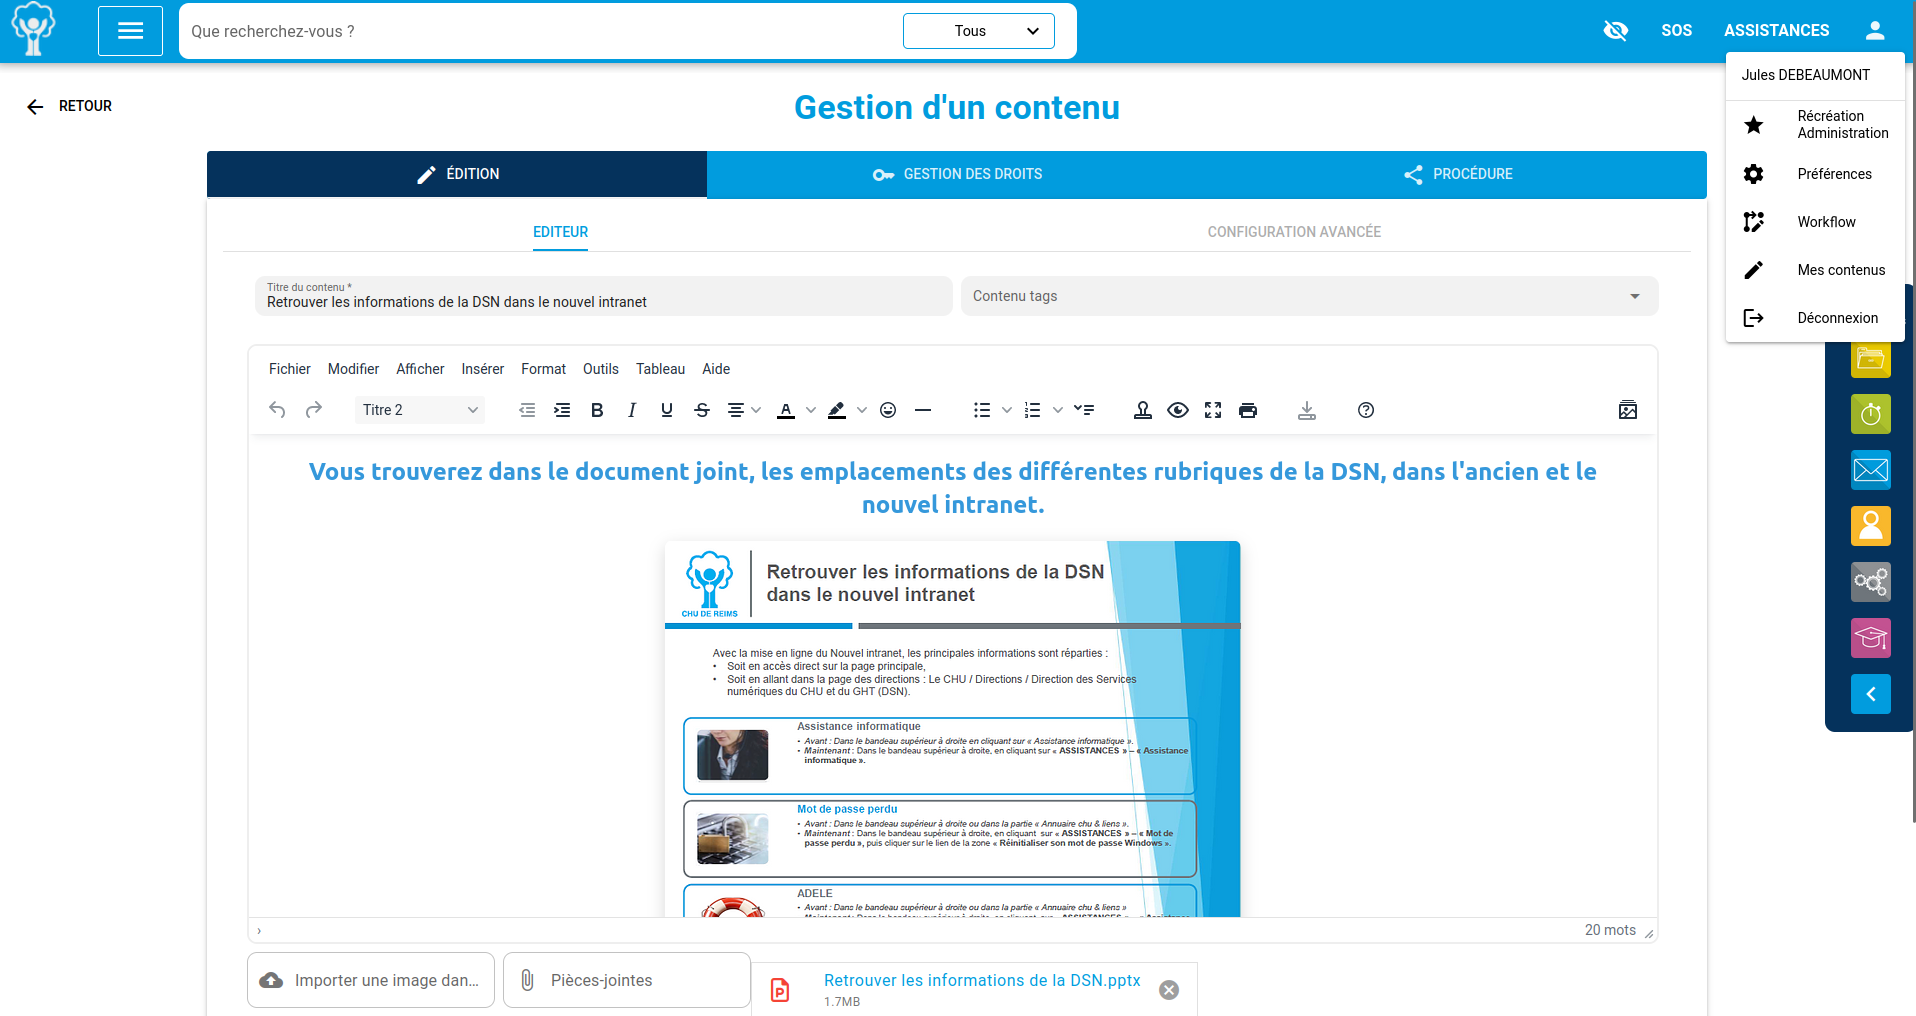 Que recherchez-vous ?
Tous
SOS
ASSISTANCES
Jules DEBEAUMONT
Récréation
Administration
Préférences
Workflow
Mes contenus
Déconnexion
RETOUR
Gestion d'un contenu
ÉDITION
GESTION DES DROITS
PROCÉDURE
EDITEUR
CONFIGURATION AVANCÉE
Titre du contenu *
Retrouver les informations de la DSN dans le nouvel intranet
Contenu tags
Fichier Modifier Afficher Insérer Format Outils Tableau Aide
Titre 2
Vous trouverez dans le document joint, les emplacements des différentes rubriques de la DSN, dans l'ancien et le
nouvel intranet.
CHU DE REIMS
Retrouver les informations de la DSN
dans le nouvel intranet
Avec la mise en ligne du Nouvel intranet, les principales informations sont réparties :
• Soit en accès direct sur la page principale,
• Soit en allant dans la page des directions : Le CHU / Directions / Direction des Services
numériques du CHU et du GHT (DSN).
Assistance informatique
• Avant : Dans le bandeau supérieur à droite en cliquant sur « Assistance informatique ».
• Maintenant : Dans le bandeau supérieur à droite, en cliquant sur « ASSISTANCES » – « Assistance
informatique ».
Mot de passe perdu
• Avant : Dans le bandeau supérieur à droite ou dans la partie « Annuaire chu & liens ».
• Maintenant : Dans le bandeau supérieur à droite, en cliquant sur « ASSISTANCES » – « Mot de
passe perdu », puis cliquer sur le lien de la zone « Réinitialiser son mot de passe Windows ».
ADELE
• Avant : Dans le bandeau supérieur à droite ou dans la partie « Annuaire chu & liens »
20 mots
Importer une image dan...
Pièces-jointes
Retrouver les informations de la DSN.pptx
1.7MB